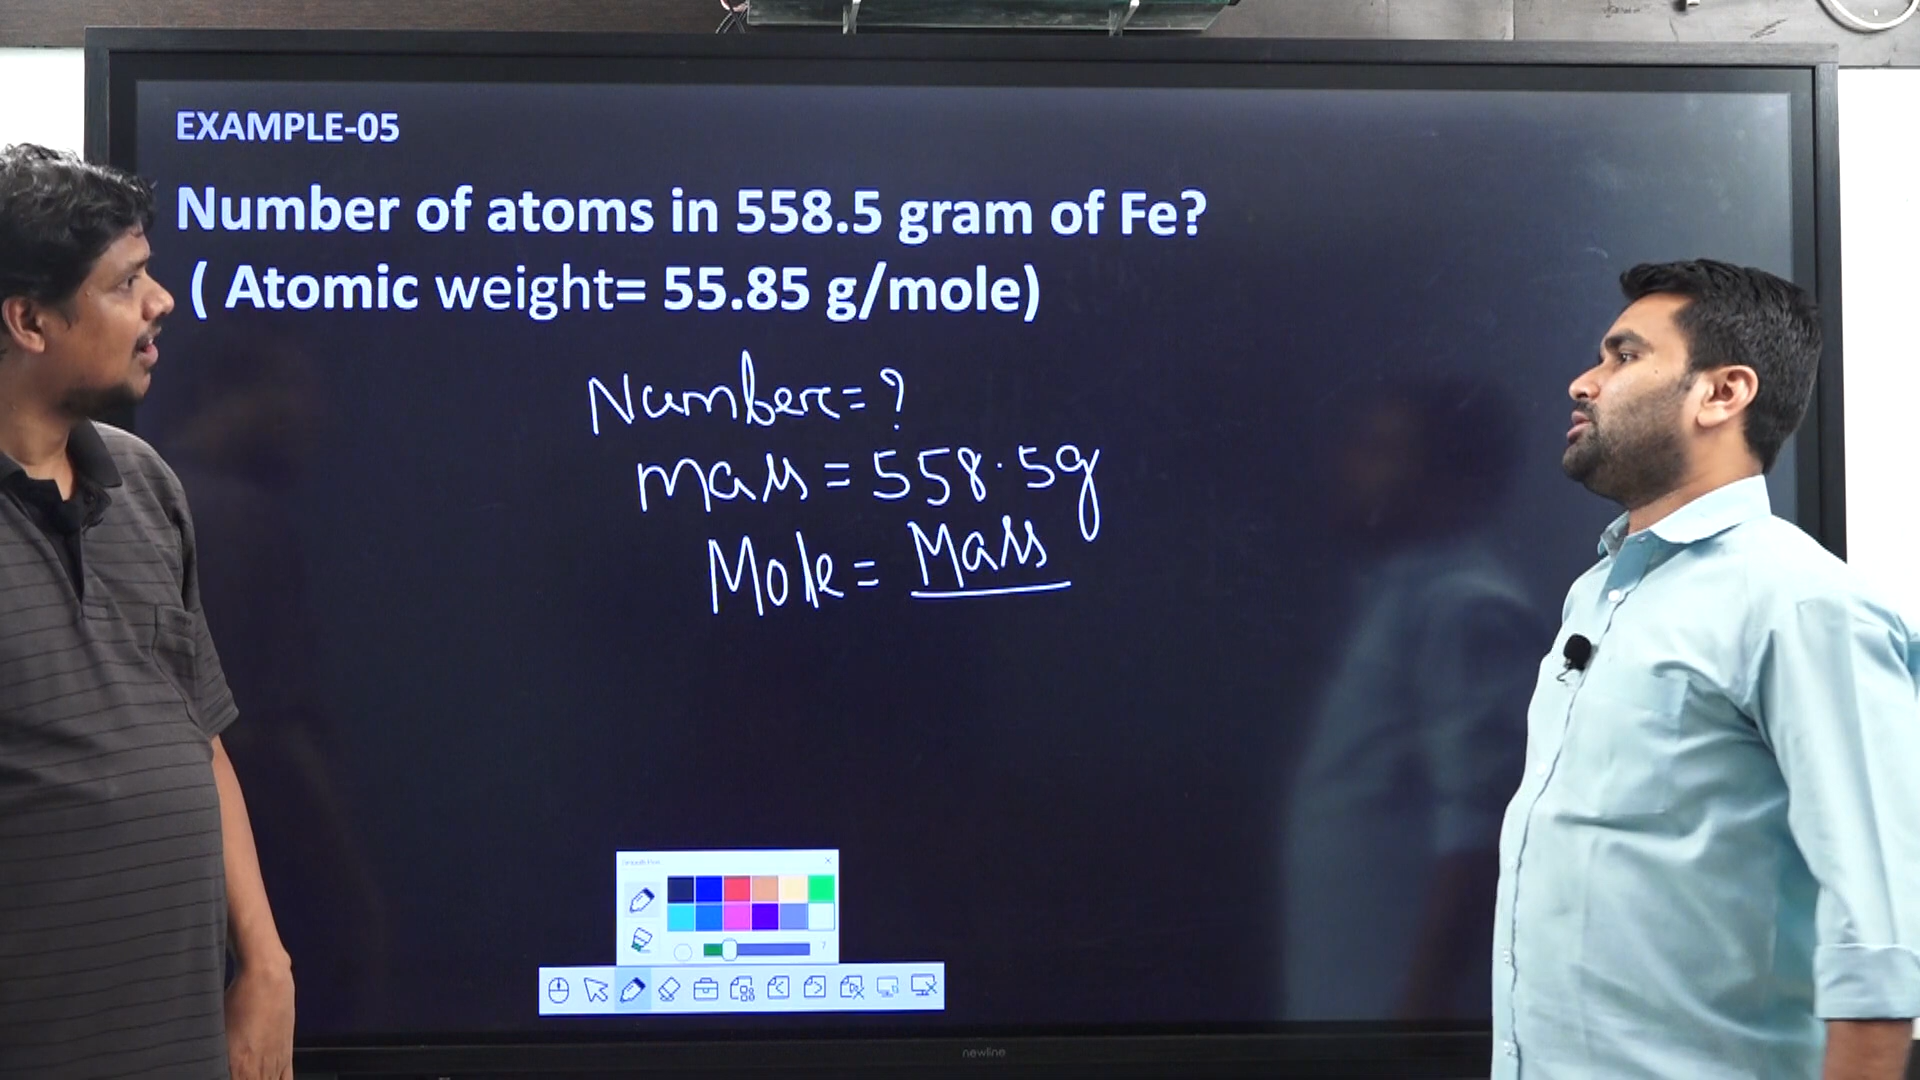 EXAMPLE-05
Number of atoms in 558.5 gram of Fe?
( Atomic weight= 55.85 g/mole)
Number=?
mass = 558.5g
Mole = Mass
7
newline